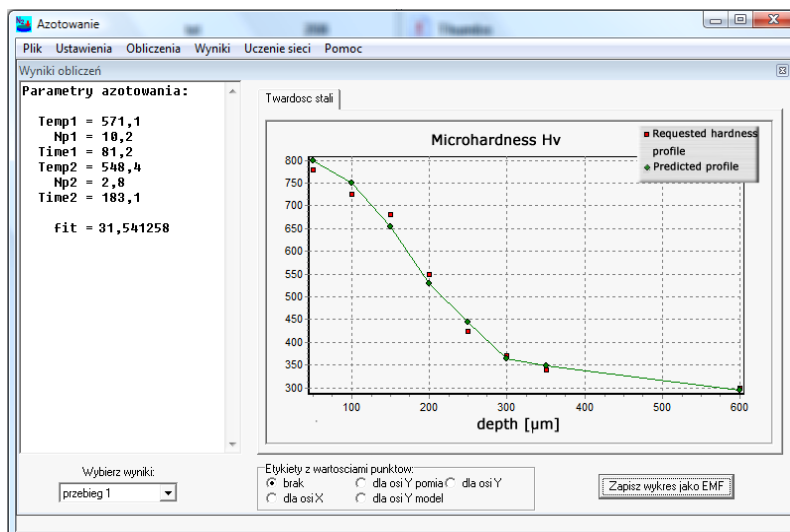 Azotowanie
Plik Ustawienia Obliczenia Wyniki Uczenie sieci Pomoc
Wyniki obliczeń
Parametry azotowania:
Temp1 = 571,1
Np1 = 10,2
Time1 = 81,2
Temp2 = 548,4
Np2 = 2,8
Time2 = 183,1
fit = 31,541258
Twardosc stali
Microhardness Hv
Requested hardness
profile
Predicted profile
800
750
700
650
600
550
500
450
400
350
300
100 200 300 400 500 600
depth [µm]
Wybierz wyniki:
przebieg 1
Etykiety z wartosciami punktow:
brak dla osi Y pomia dla osi Y
dla osi X dla osi Y model
Zapisz wykres jako EMF